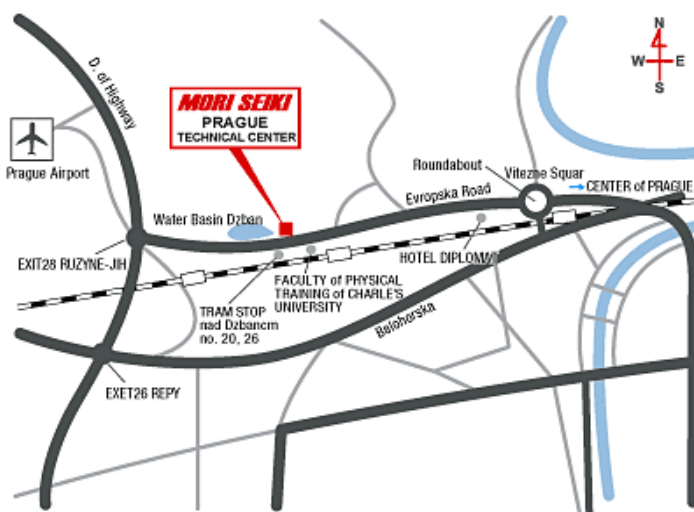 N
W E
S
D. of Highway
MORI SEIKI
PRAGUE
TECHNICAL CENTER
Prague Airport
Roundabout
Vitezne Squar
CENTER of PRAGUE
Evropska Road
Water Basin Dzban
EXIT28 RUZYNE-JIH
HOTEL DIPLOMAT
FACULTY of PHYSICAL
TRAINING of CHARLE'S
UNIVERSITY
TRAM STOP
nad Dzbancm
no. 20, 26
Belohorska
EXET26 REPY